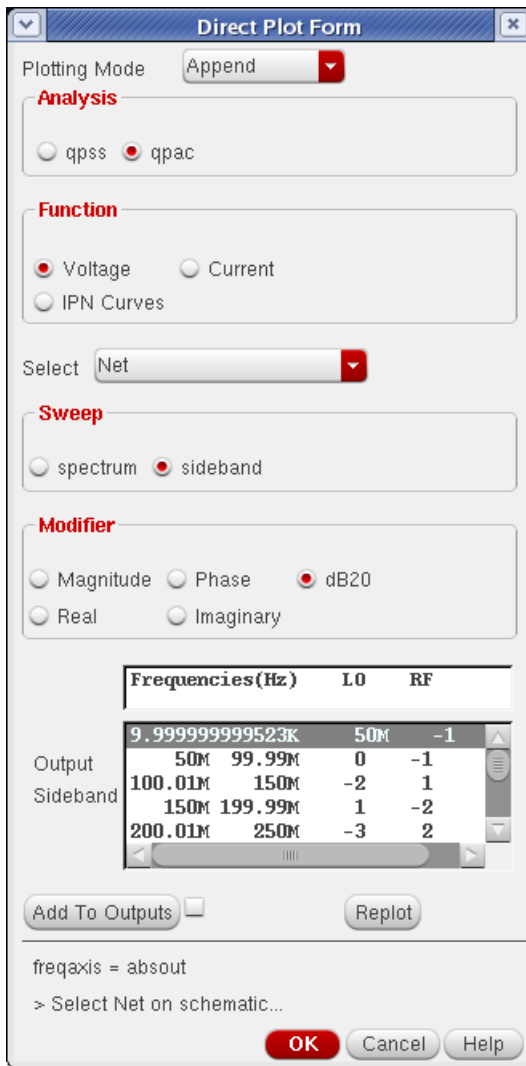 Direct Plot Form
Plotting Mode Append
Analysis
qpss qpac
Function
Voltage Current
IPN Curves
Select Net
Sweep
spectrum sideband
Modifier
Magnitude Phase dB20
Real Imaginary
Frequencies(Hz) LO RF
Output
Sideband
9.999999999523K 50M -1
50M 99.99M 0 -1
100.01M 150M -2 1
150M 199.99M 1 -2
200.01M 250M -3 2
Add To Outputs Replot
freqaxis = absout
> Select Net on schematic...
OK Cancel Help